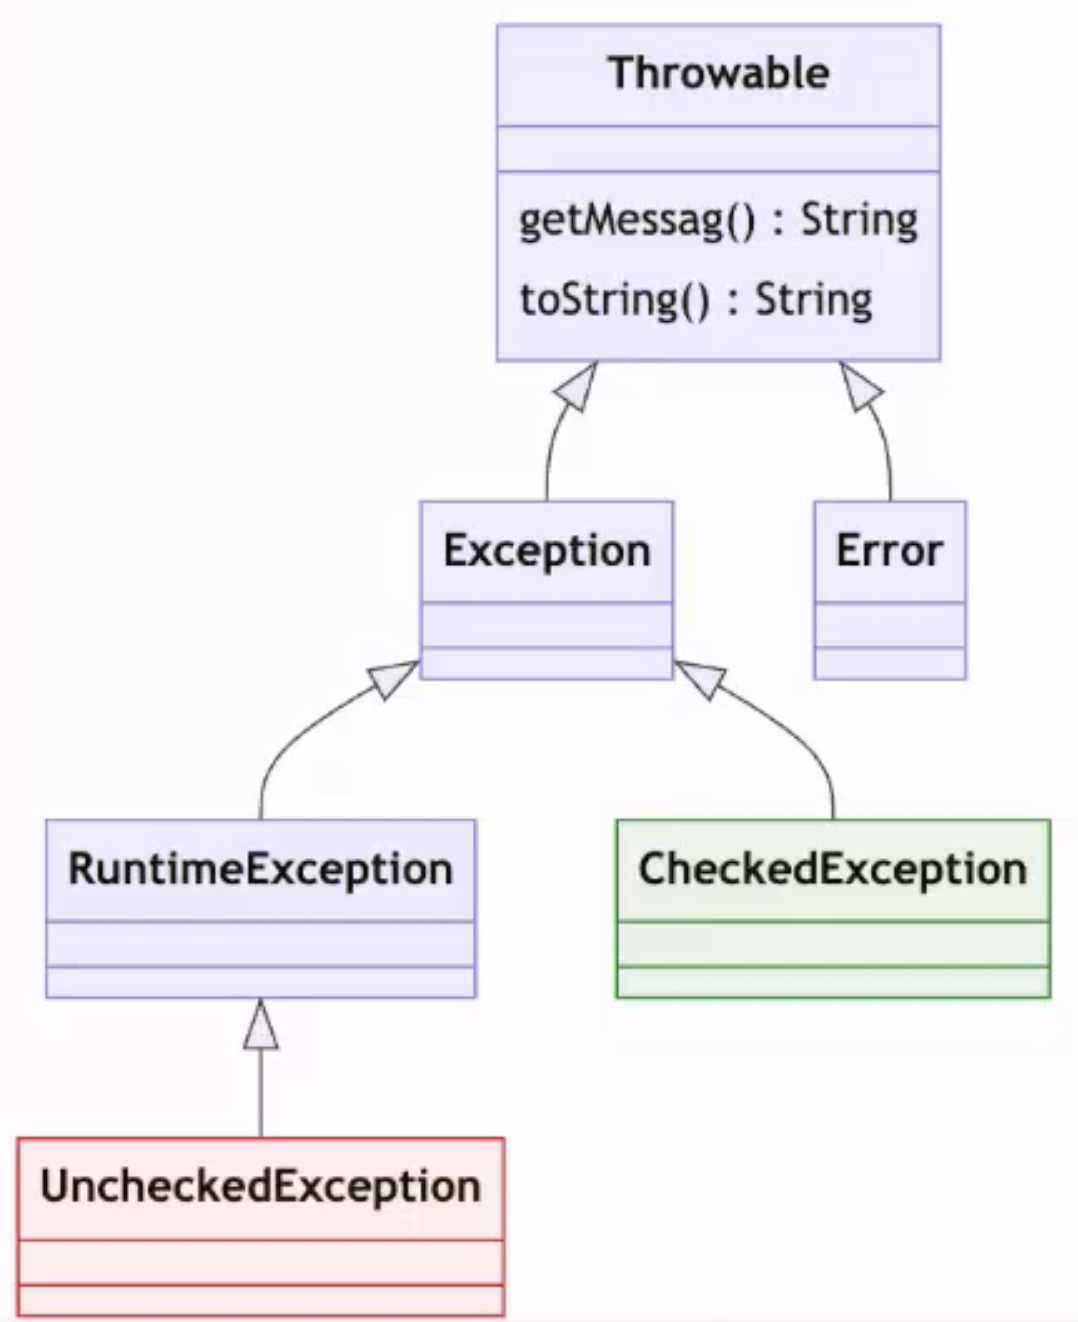 Throwable
getMessag() : String
toString() : String
Exception
Error
RuntimeException
CheckedException
UncheckedException